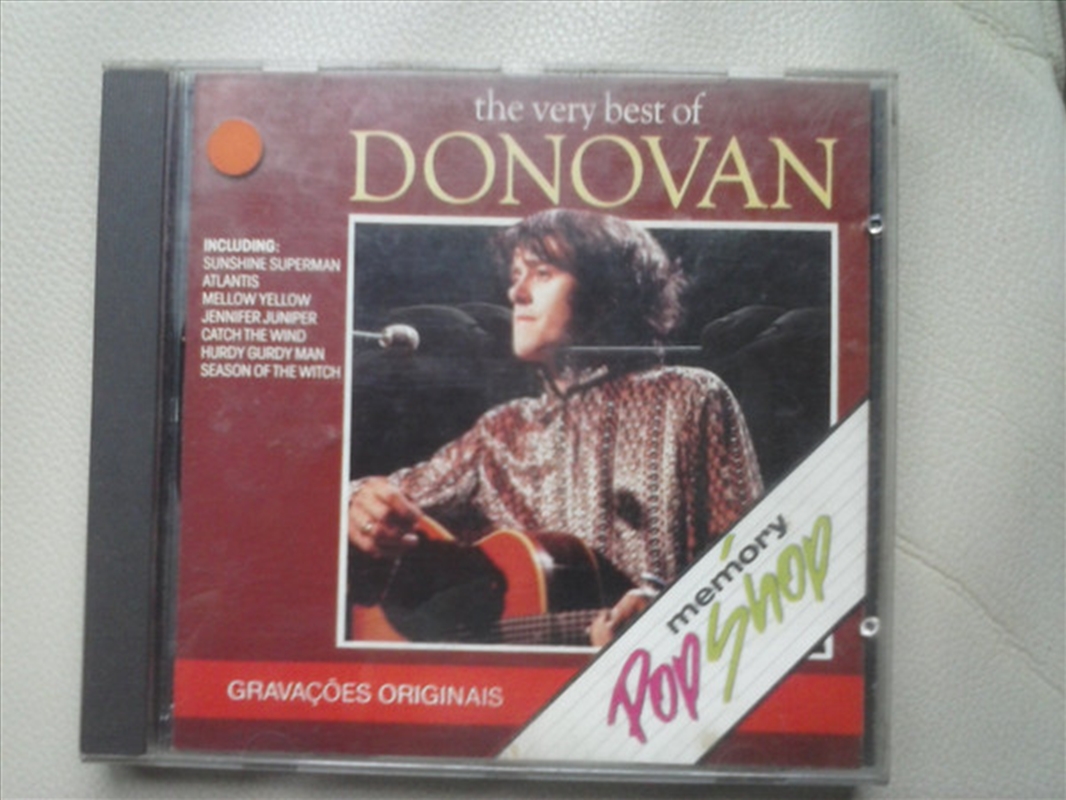 the very best of
DONOVAN
INCLUDING:
SUNSHINE SUPERMAN
ATLANTIS
MELLOW YELLOW
JENNIFER JUNIPER
CATCH THE WIND
HURDY GURDY MAN
SEASON OF THE WITCH
memory
Pop Shop
GRAVAÇÕES ORIGINAIS